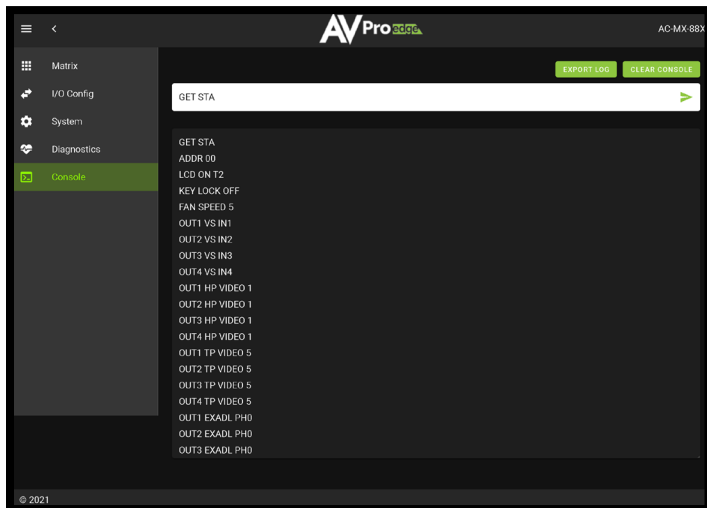 AVPro edge
AC-MX-88X
Matrix
I/O Config
System
Diagnostics
Console
EXPORT LOG
CLEAR CONSOLE
GET STA
GET STA
ADDR 00
LCD ON T2
KEY LOCK OFF
FAN SPEED 5
OUT1 VS IN1
OUT2 VS IN2
OUT3 VS IN3
OUT4 VS IN4
OUT1 HP VIDEO 1
OUT2 HP VIDEO 1
OUT3 HP VIDEO 1
OUT4 HP VIDEO 1
OUT1 TP VIDEO 5
OUT2 TP VIDEO 5
OUT3 TP VIDEO 5
OUT4 TP VIDEO 5
OUT1 EXADL PH0
OUT2 EXADL PH0
OUT3 EXADL PH0
© 2021